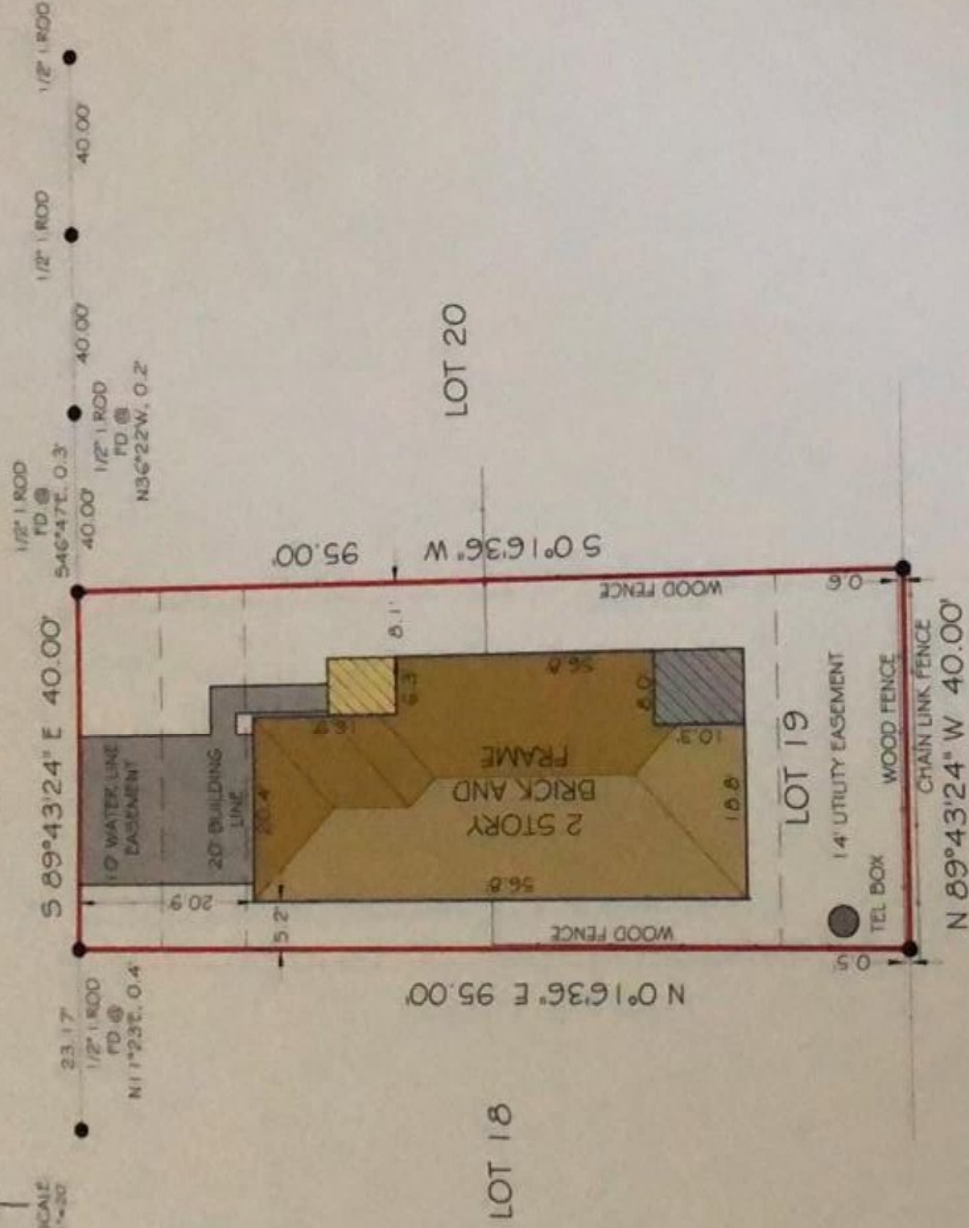 SCALE
1"=20'
23.17'
1/2" I.ROD
FD @
N11°23'E, 0.4'
S 89°43'24" E 40.00'
1/2" I.ROD
FD @
S46°47'E, 0.3'
40.00'
1/2" I.ROD
FD @
N36°22'W, 0.2'
40.00'
1/2" I.ROD
40.00'
1/2" I.ROD
10' WATER LINE
EASEMENT
20' BUILDING
LINE
20.9'
5.2'
20.4'
16.9'
6.3'
8.1'
56.8'
56.8'
8.0'
10.3'
18.8'
2 STORY
BRICK AND
FRAME
N 0°16'36" E 95.00'
S 0°16'36" W 95.00'
WOOD FENCE
WOOD FENCE
LOT 18
LOT 19
LOT 20
14' UTILITY EASEMENT
TEL BOX
WOOD FENCE
0.5'
0.6'
CHAIN LINK FENCE
N 89°43'24" W 40.00'